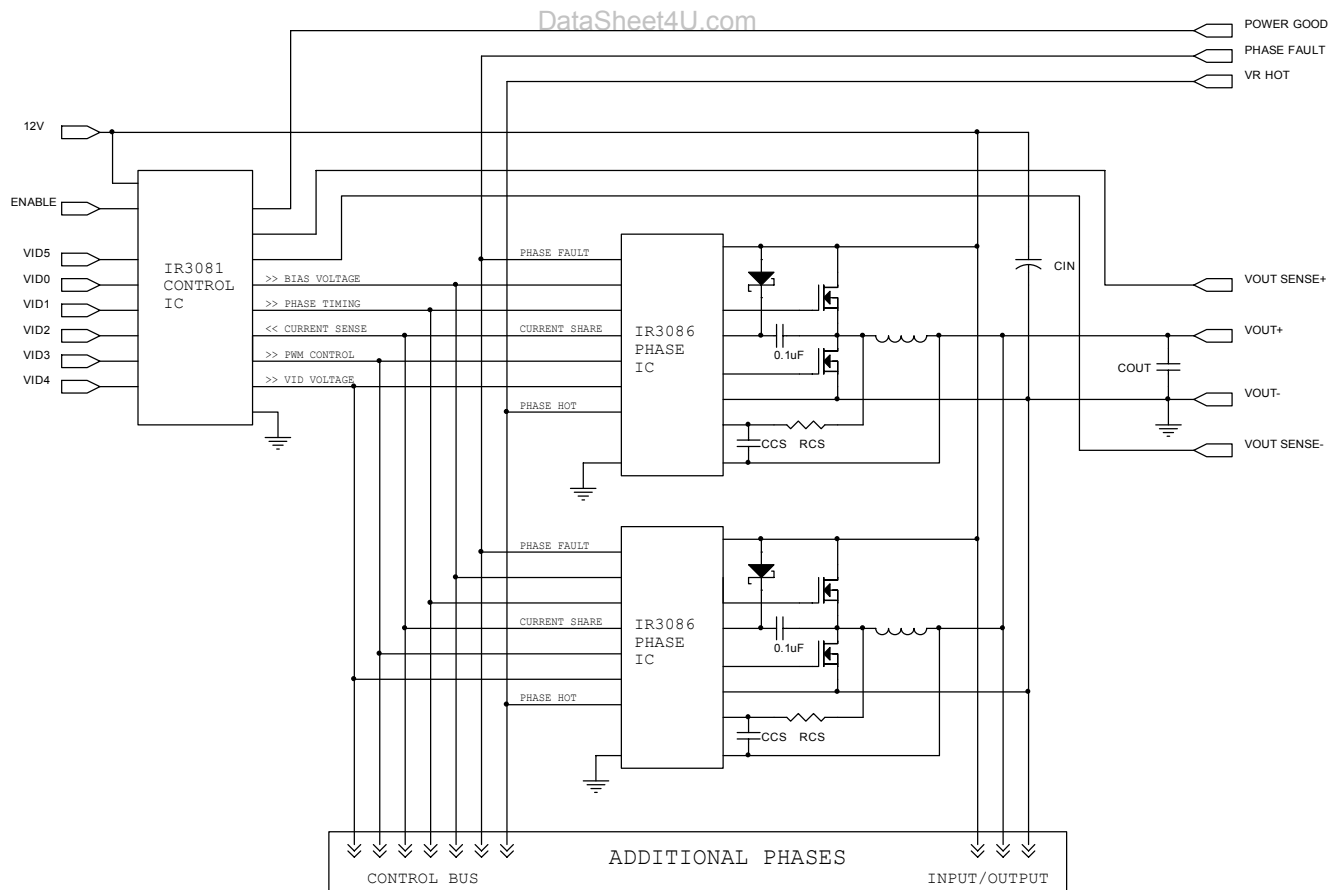 DataSheet4U.com
POWER GOOD
PHASE FAULT
VR HOT
12V
ENABLE
VID5
VID0
VID1
VID2
VID3
VID4
IR3081
CONTROL
IC
>> BIAS VOLTAGE
>> PHASE TIMING
<< CURRENT SENSE
>> PWM CONTROL
>> VID VOLTAGE
PHASE FAULT
CURRENT SHARE
PHASE HOT
IR3086
PHASE
IC
0.1uF
CCS
RCS
CIN
COUT
VOUT SENSE+
VOUT+
VOUT-
VOUT SENSE-
PHASE FAULT
CURRENT SHARE
PHASE HOT
IR3086
PHASE
IC
0.1uF
CCS
RCS
ADDITIONAL PHASES
CONTROL BUS
INPUT/OUTPUT